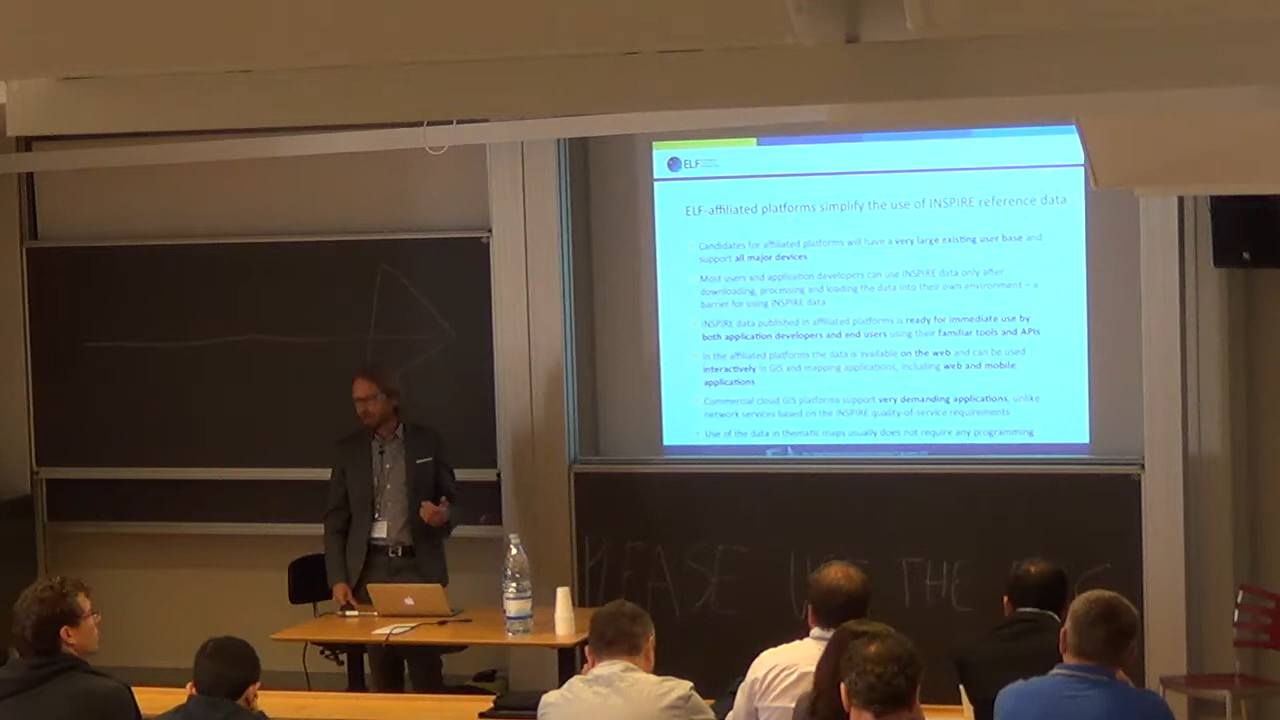 ELF
ELF-affiliated platforms simplify the use of INSPIRE reference data
Candidates for affiliated platforms will have a very large existing user base and
support all major devices
Most users and application developers can use INSPIRE data only after
downloading, processing and loading the data into their own environment – a
barrier for using INSPIRE data
INSPIRE data published in affiliated platforms is ready for immediate use by
both application developers and end users using their familiar tools and APIs
In the affiliated platforms the data is available on the web and can be used
interactively in GIS and mapping applications, including web and mobile
applications
Commercial cloud GIS platforms support very demanding applications, unlike
network services based on the INSPIRE quality-of-service requirements
Use of the data in thematic maps usually does not require any programming
PLEASE THE